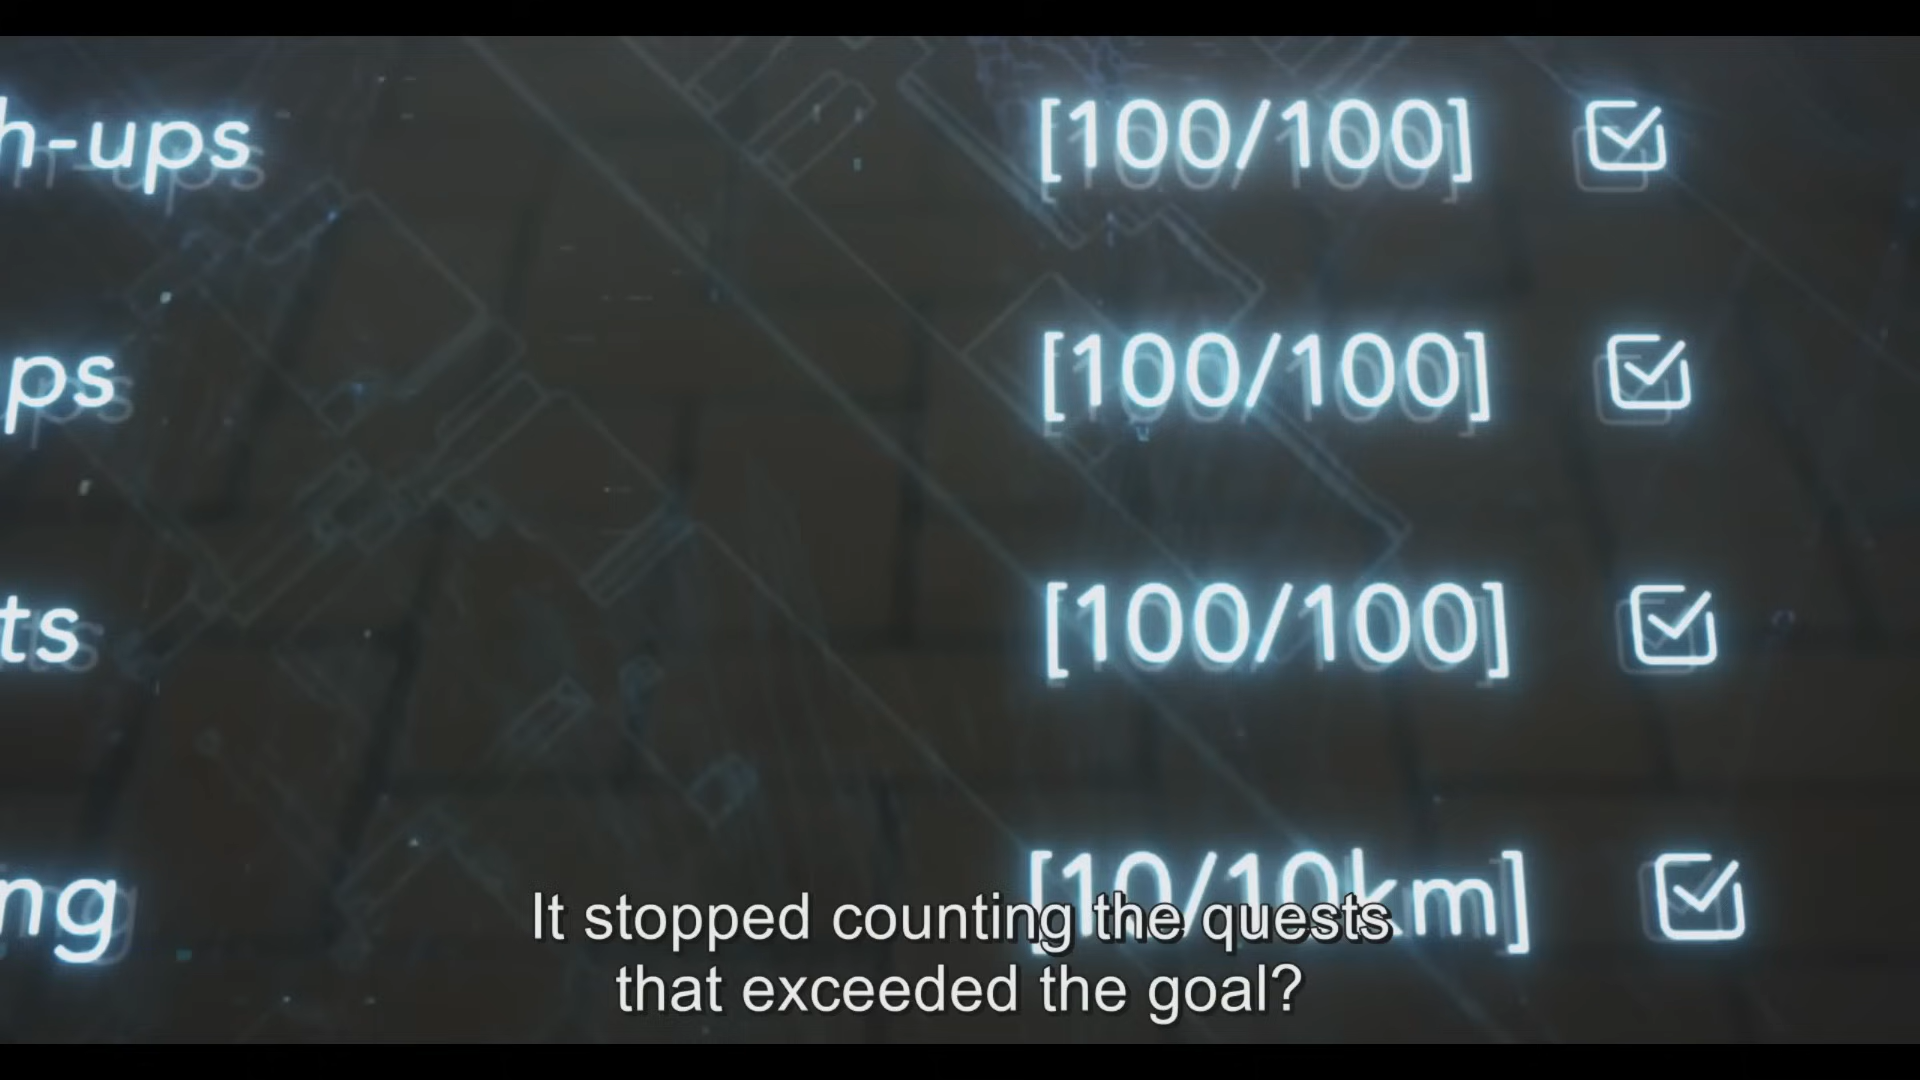 h-ups [100/100]
ps [100/100]
ts [100/100]
ng [10/10km]
It stopped counting the quests
that exceeded the goal?